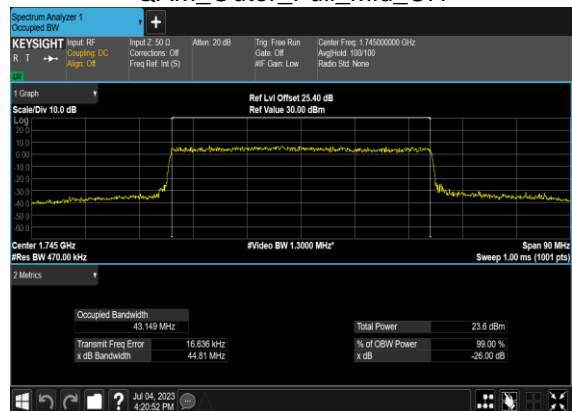 Spectrum Analyzer 1
Occupied BW
+
KEYSIGHT Input: RF Input Z: 50 Ω Atten: 20 dB Trig: Free Run Center Freq: 1.745000000 GHz
R T Coupling: DC Corrections: Off Gate: Off Avg|Hold: 100/100
Align: Off Freq Ref: Int (S) #IF Gain: Low Radio Std: None
LW
1 Graph
Ref Lvl Offset 25.40 dB
Scale/Div 10.0 dB Ref Value 30.00 dBm
Log
20.0
10.0
0.00
-10.0
-20.0
-30.0
-40.0
-50.0
-60.0
Center 1.745 GHz #Video BW 1.3000 MHz* Span 90 MHz
#Res BW 470.00 kHz Sweep 1.00 ms (1001 pts)
2 Metrics
Occupied Bandwidth
43.149 MHz Total Power 23.6 dBm
Transmit Freq Error 16.636 kHz % of OBW Power 99.00 %
x dB Bandwidth 44.81 MHz x dB -26.00 dB
? Jul 04, 2023
4:20:52 PM